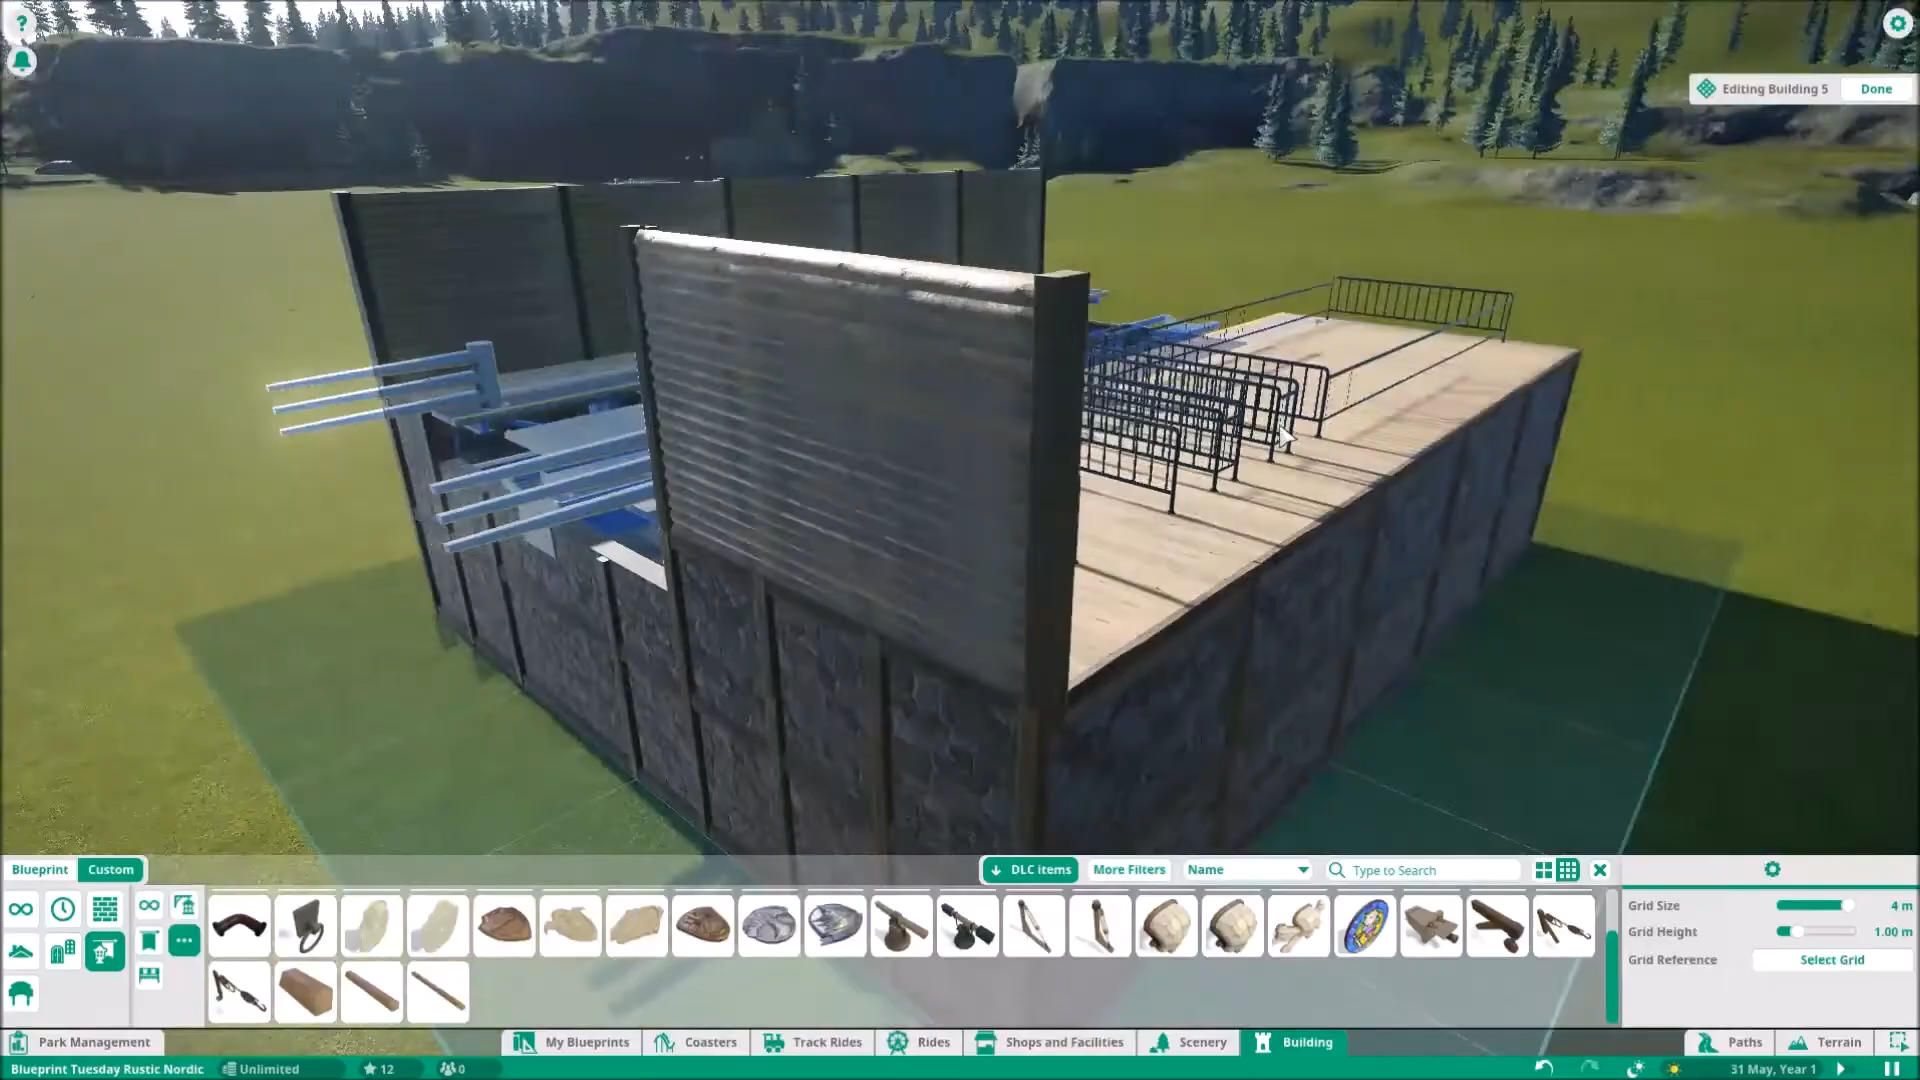 ?
Editing Building 5 Done
Blueprint Custom
DLC items More Filters Name Type to Search
Grid Size 4 m
Grid Height 1.00 m
Grid Reference Select Grid
Park Management My Blueprints Coasters Track Rides Rides Shops and Facilities Scenery Building Paths Terrain
Blueprint Tuesday Rustic Nordic Unlimited 12 0 31 May, Year 1